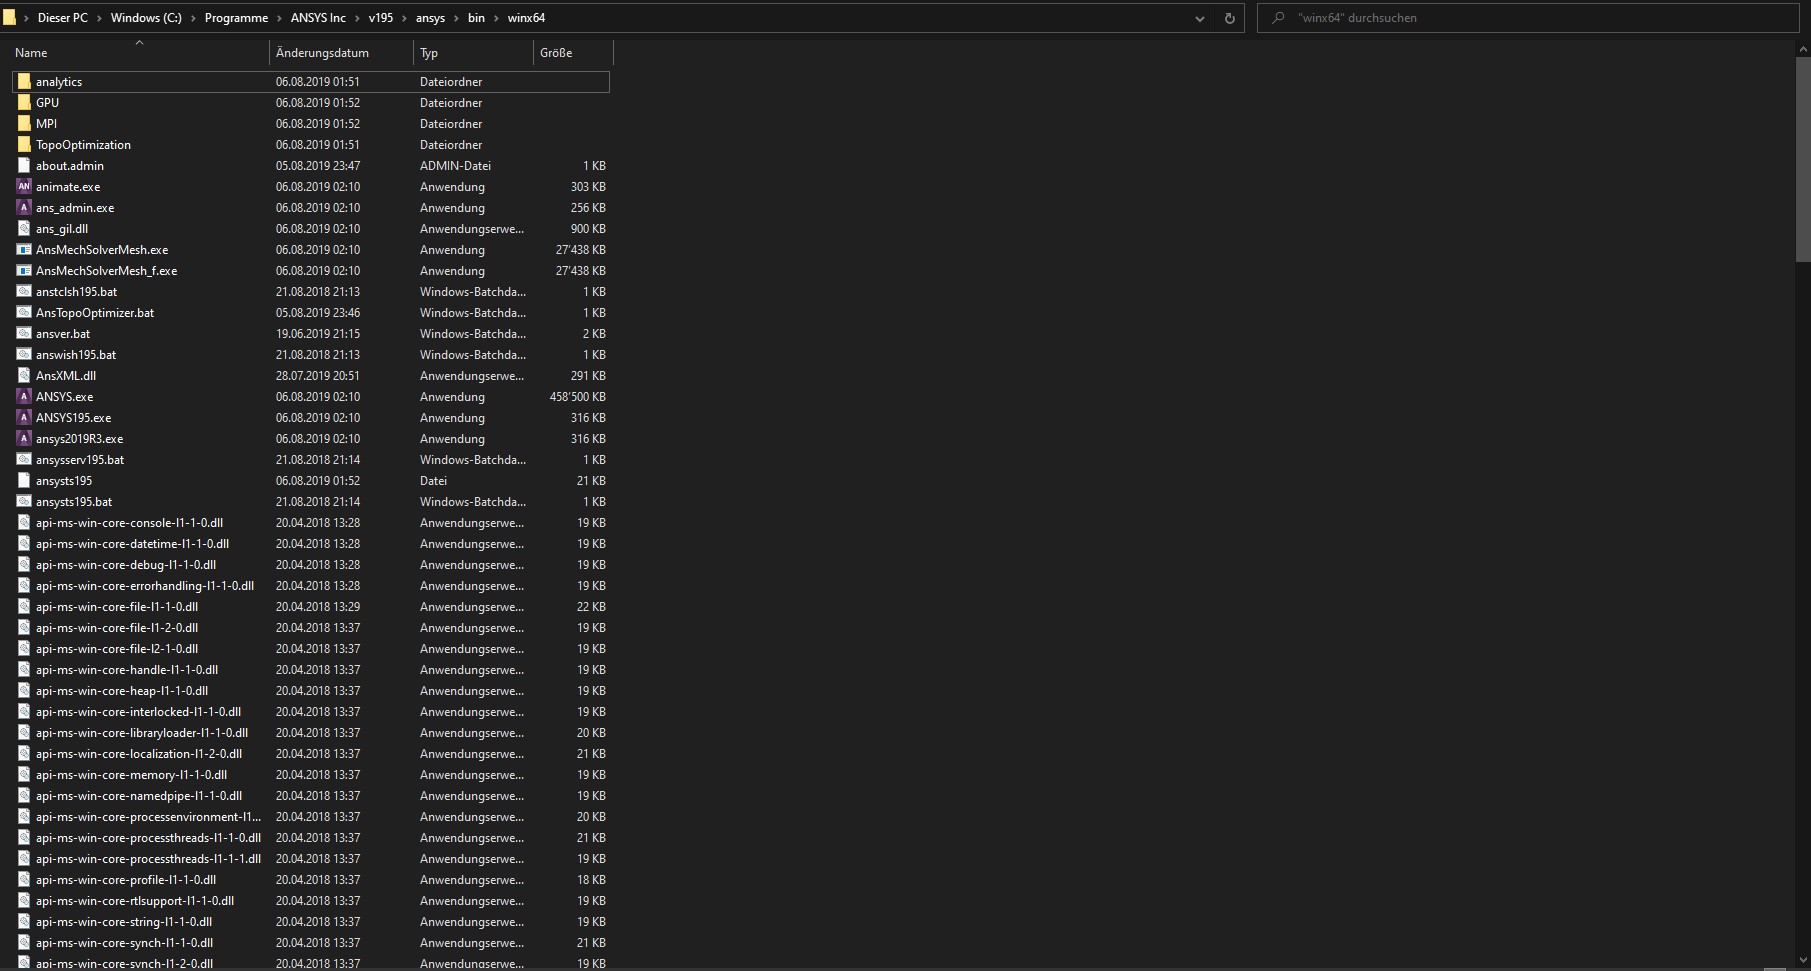 Dieser PC > Windows (C:) > Programme > ANSYS Inc > v195 > ansys > bin > winx64
"winx64" durchsuchen
Name Änderungsdatum Typ Größe
analytics 06.08.2019 01:51 Dateiordner
GPU 06.08.2019 01:52 Dateiordner
MPI 06.08.2019 01:52 Dateiordner
TopoOptimization 06.08.2019 01:51 Dateiordner
about.admin 05.08.2019 23:47 ADMIN-Datei 1 KB
AN animate.exe 06.08.2019 02:10 Anwendung 303 KB
A ans_admin.exe 06.08.2019 02:10 Anwendung 256 KB
ans_gil.dll 06.08.2019 02:10 Anwendungserwe... 900 KB
AnsMechSolverMesh.exe 06.08.2019 02:10 Anwendung 27'438 KB
AnsMechSolverMesh_f.exe 06.08.2019 02:10 Anwendung 27'438 KB
anstclsh195.bat 21.08.2018 21:13 Windows-Batchda... 1 KB
AnsTopoOptimizer.bat 05.08.2019 23:46 Windows-Batchda... 1 KB
ansver.bat 19.06.2019 21:15 Windows-Batchda... 2 KB
answish195.bat 21.08.2018 21:13 Windows-Batchda... 1 KB
AnsXML.dll 28.07.2019 20:51 Anwendungserwe... 291 KB
A ANSYS.exe 06.08.2019 02:10 Anwendung 458'500 KB
A ANSYS195.exe 06.08.2019 02:10 Anwendung 316 KB
A ansys2019R3.exe 06.08.2019 02:10 Anwendung 316 KB
ansysserv195.bat 21.08.2018 21:14 Windows-Batchda... 1 KB
ansysts195 06.08.2019 01:52 Datei 21 KB
ansysts195.bat 21.08.2018 21:14 Windows-Batchda... 1 KB
api-ms-win-core-console-l1-1-0.dll 20.04.2018 13:28 Anwendungserwe... 19 KB
api-ms-win-core-datetime-l1-1-0.dll 20.04.2018 13:28 Anwendungserwe... 19 KB
api-ms-win-core-debug-l1-1-0.dll 20.04.2018 13:28 Anwendungserwe... 19 KB
api-ms-win-core-errorhandling-l1-1-0.dll 20.04.2018 13:28 Anwendungserwe... 19 KB
api-ms-win-core-file-l1-1-0.dll 20.04.2018 13:29 Anwendungserwe... 22 KB
api-ms-win-core-file-l1-2-0.dll 20.04.2018 13:37 Anwendungserwe... 19 KB
api-ms-win-core-file-l2-1-0.dll 20.04.2018 13:37 Anwendungserwe... 19 KB
api-ms-win-core-handle-l1-1-0.dll 20.04.2018 13:37 Anwendungserwe... 19 KB
api-ms-win-core-heap-l1-1-0.dll 20.04.2018 13:37 Anwendungserwe... 19 KB
api-ms-win-core-interlocked-l1-1-0.dll 20.04.2018 13:37 Anwendungserwe... 19 KB
api-ms-win-core-libraryloader-l1-1-0.dll 20.04.2018 13:37 Anwendungserwe... 20 KB
api-ms-win-core-localization-l1-2-0.dll 20.04.2018 13:37 Anwendungserwe... 21 KB
api-ms-win-core-memory-l1-1-0.dll 20.04.2018 13:37 Anwendungserwe... 19 KB
api-ms-win-core-namedpipe-l1-1-0.dll 20.04.2018 13:37 Anwendungserwe... 19 KB
api-ms-win-core-processenvironment-l1... 20.04.2018 13:37 Anwendungserwe... 20 KB
api-ms-win-core-processthreads-l1-1-0.dll 20.04.2018 13:37 Anwendungserwe... 21 KB
api-ms-win-core-processthreads-l1-1-1.dll 20.04.2018 13:37 Anwendungserwe... 19 KB
api-ms-win-core-profile-l1-1-0.dll 20.04.2018 13:37 Anwendungserwe... 18 KB
api-ms-win-core-rtlsupport-l1-1-0.dll 20.04.2018 13:37 Anwendungserwe... 19 KB
api-ms-win-core-string-l1-1-0.dll 20.04.2018 13:37 Anwendungserwe... 19 KB
api-ms-win-core-synch-l1-1-0.dll 20.04.2018 13:37 Anwendungserwe... 21 KB
api-ms-win-core-synch-l1-2-0.dll 20.04.2018 13:37 Anwendungserwe... 19 KB